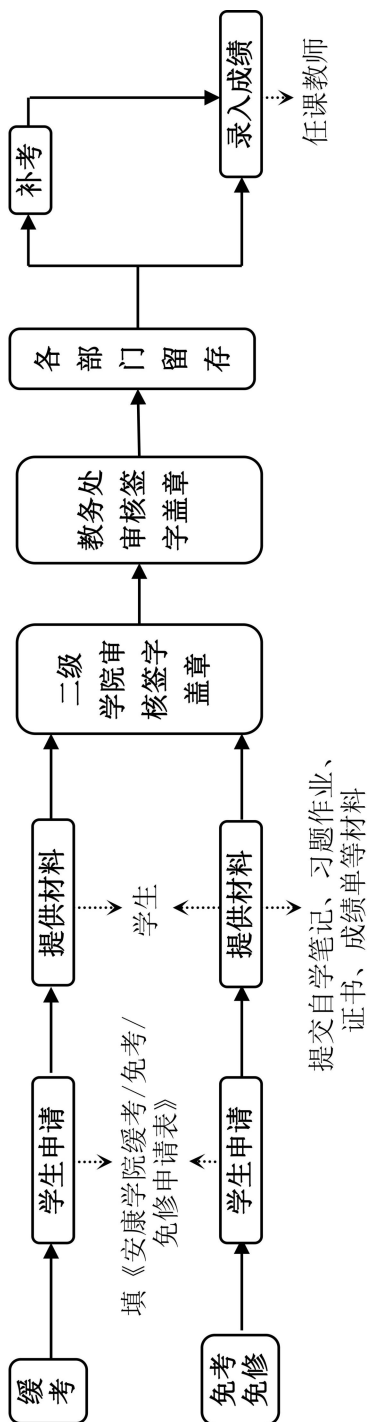 缓
考
学生申请
提供材料
填《安康学院缓考/免考/
免修申请表》
学生
免考
免修
学生申请
提供材料
提交自学笔记、习题作业、
证书、成绩单等材料
二级
学院审
核签字
盖章
教务处
审核签
字盖章
各
部
门
留
存
补考
录入成绩
任课教师